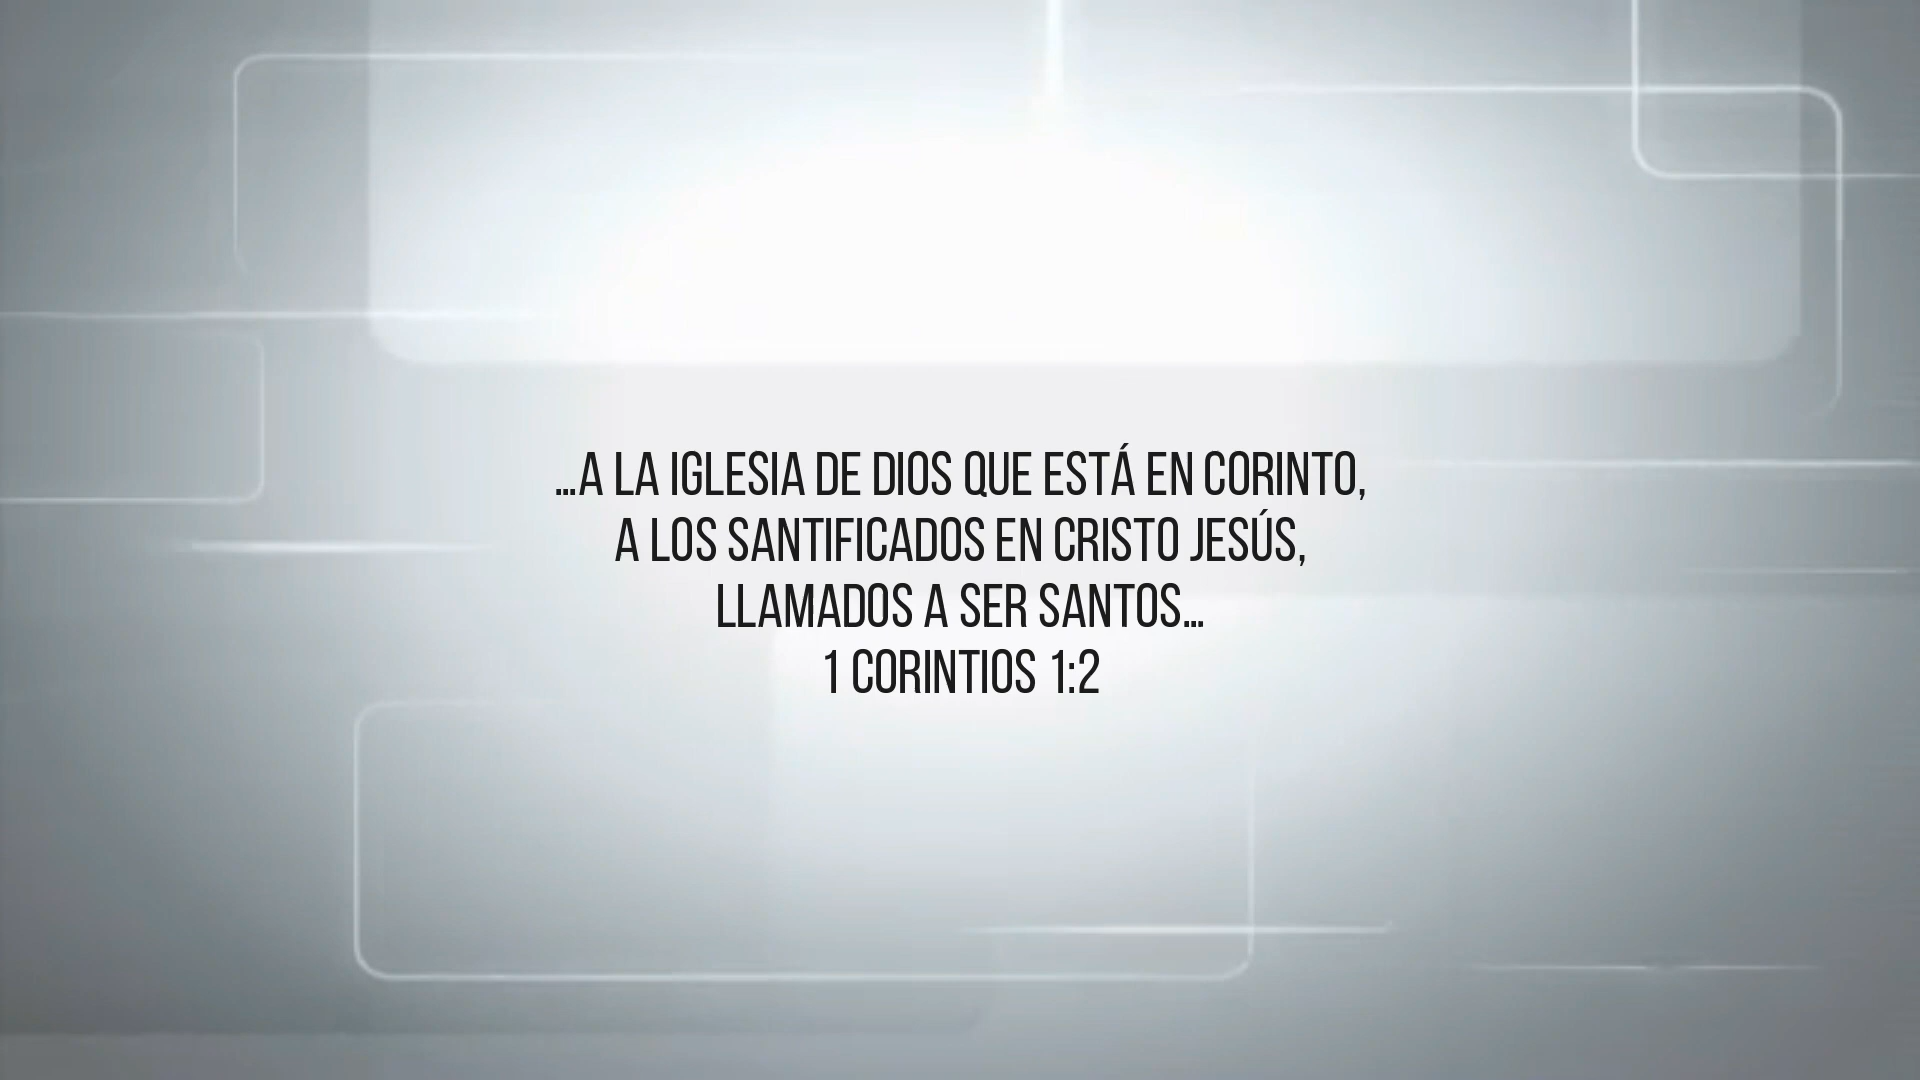 …A LA IGLESIA DE DIOS QUE ESTÁ EN CORINTO,
A LOS SANTIFICADOS EN CRISTO JESÚS,
LLAMADOS A SER SANTOS…
1 CORINTIOS 1:2